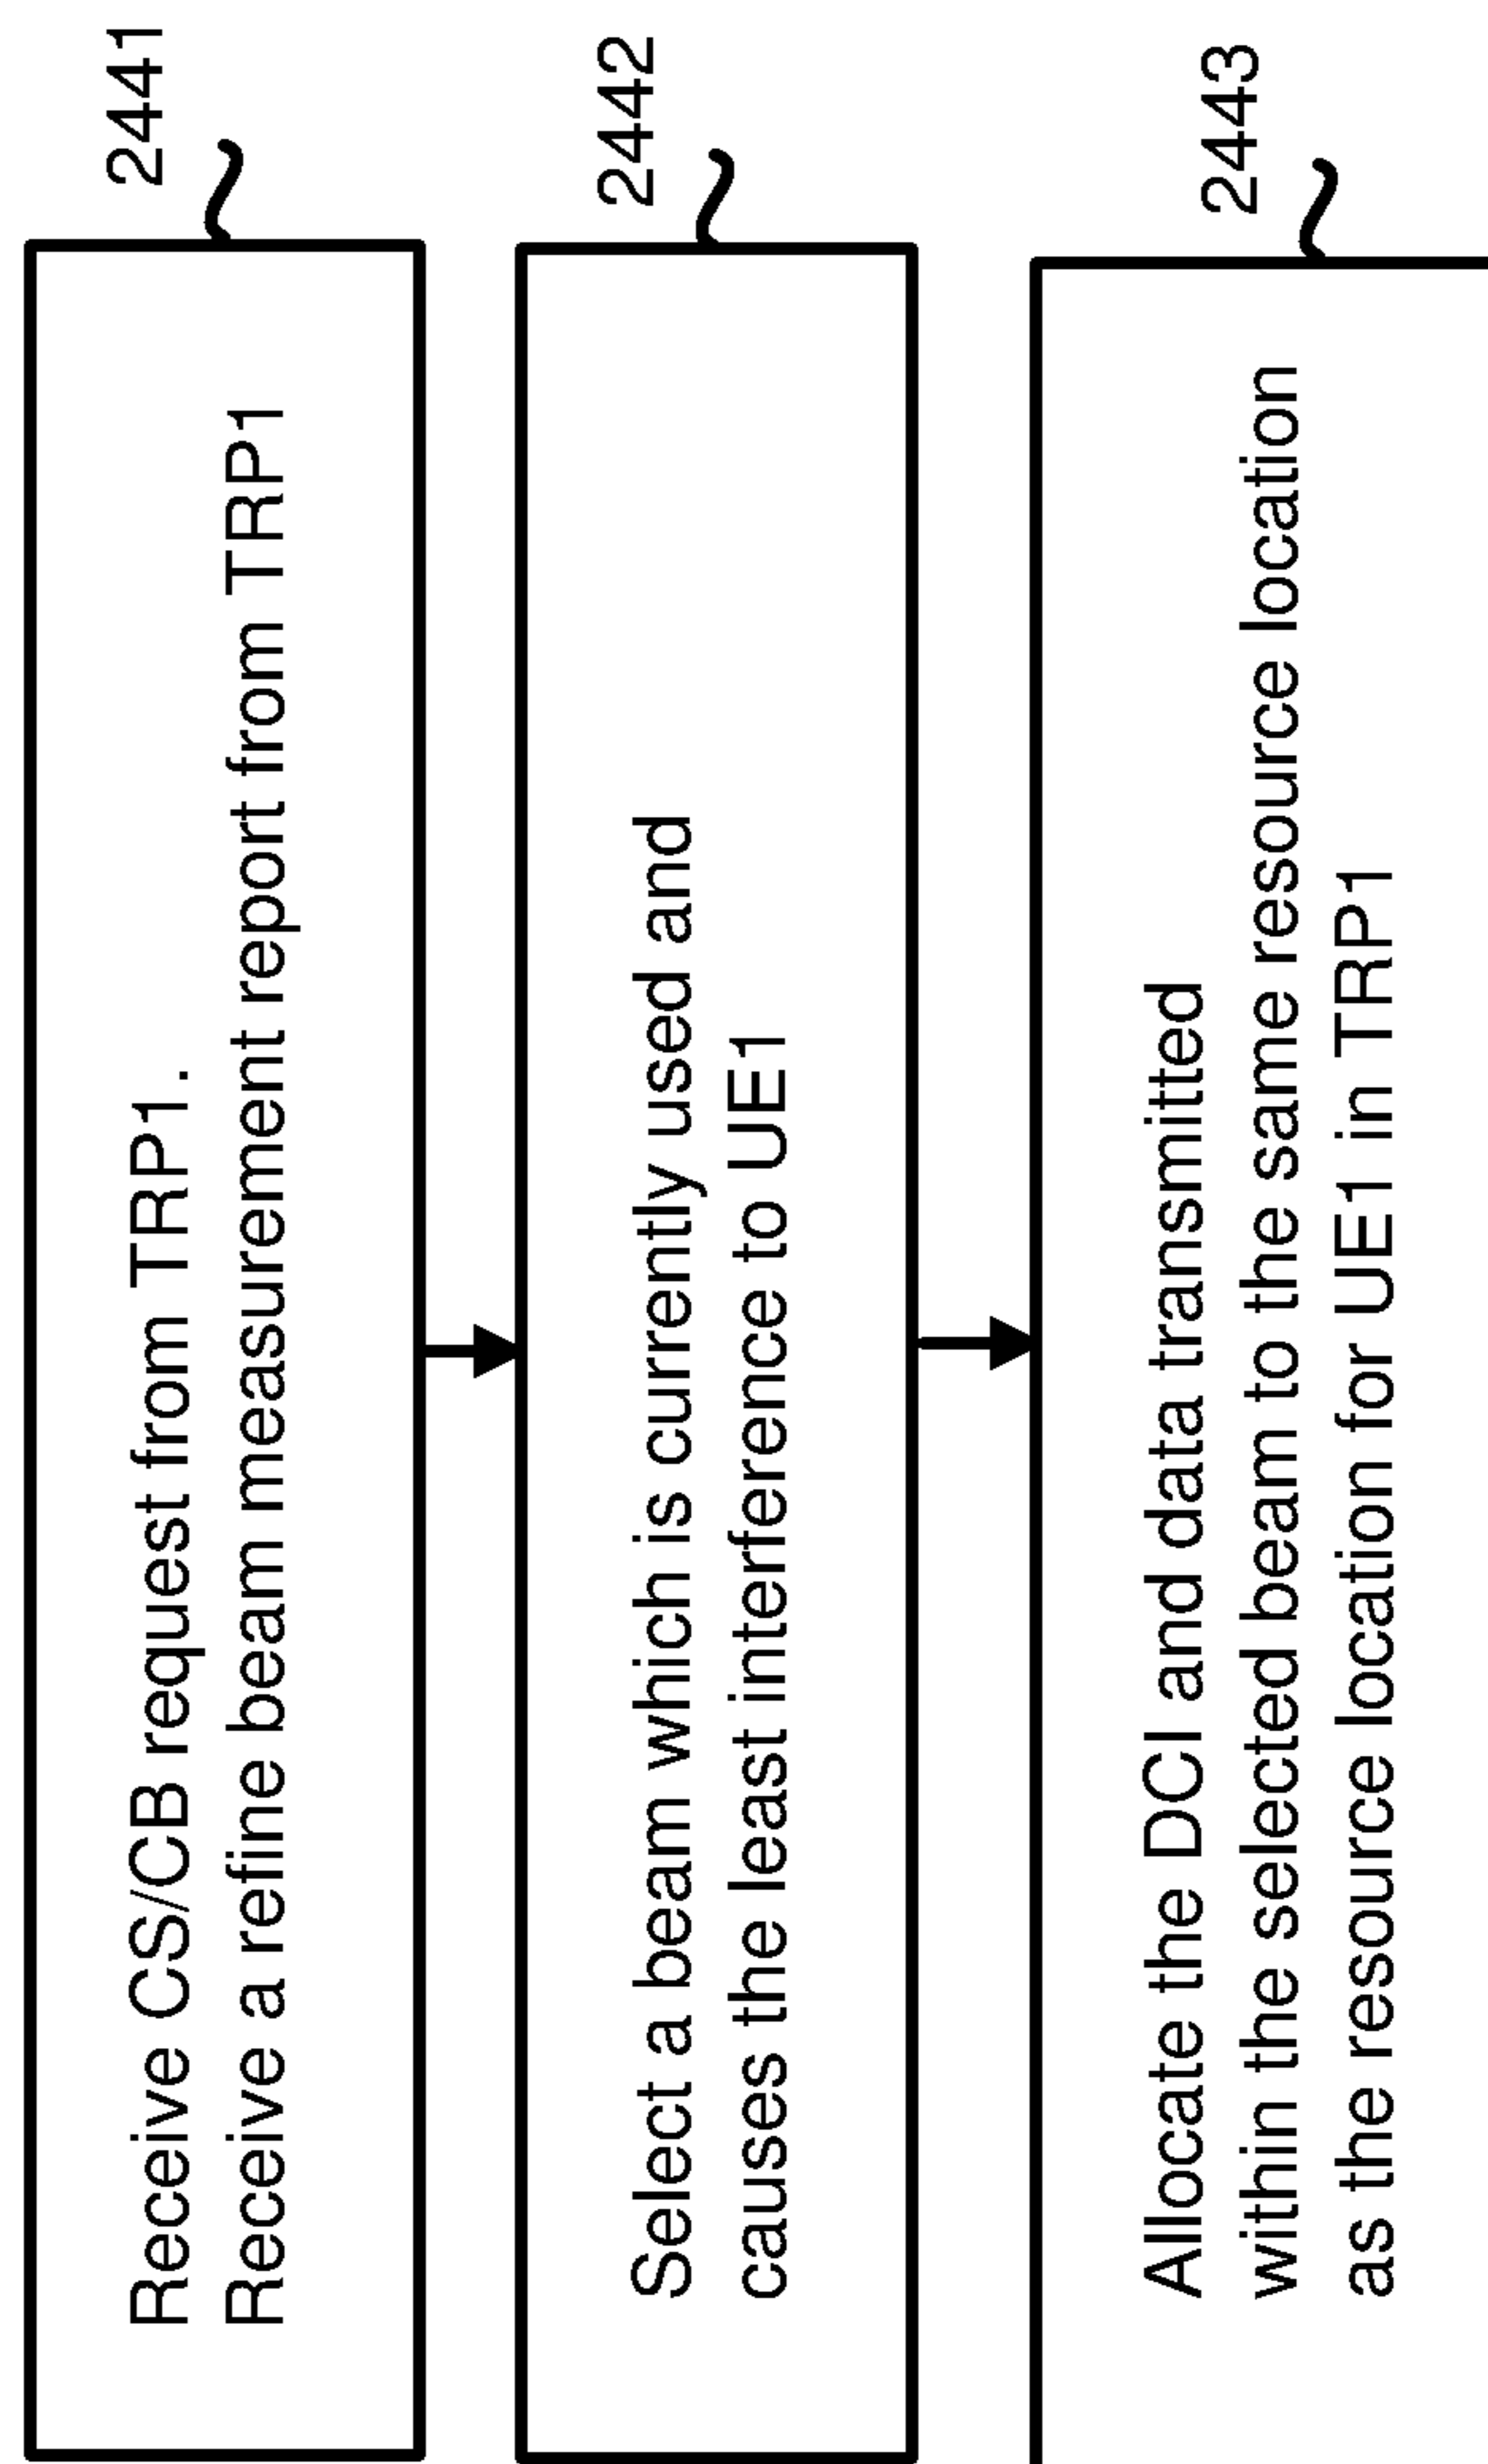 2441
Receive CS/CB request from TRP1.
Receive a refine beam measurement report from TRP1
2442
Select a beam which is currently used and
causes the least interference to UE1
2443
Allocate the DCI and data transmitted
within the selected beam to the same resource location
as the resource location for UE1 in TRP1